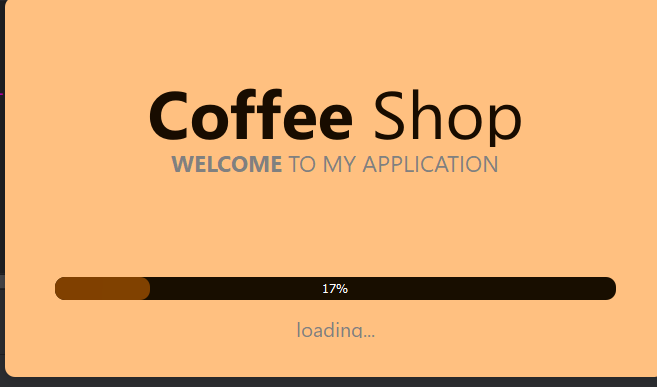 Coffee Shop
WELCOME TO MY APPLICATION
17%
loading...